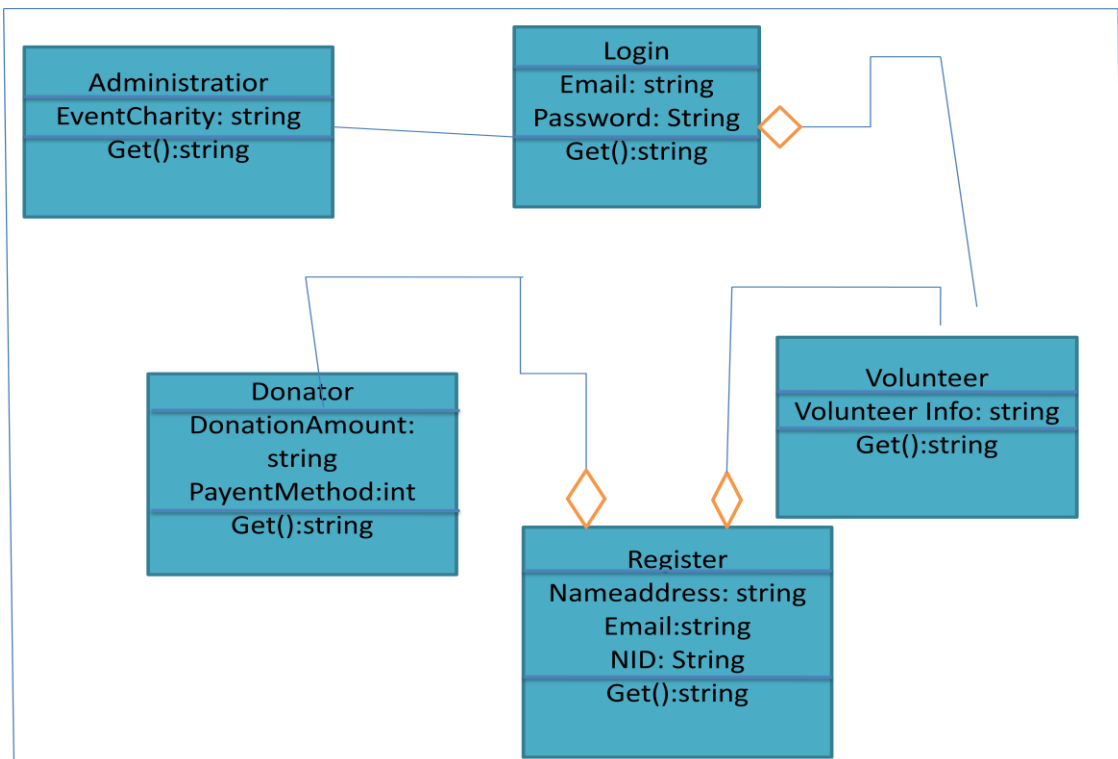 Administratior
EventCharity: string
Get():string
Login
Email: string
Password: String
Get():string
Donator
DonationAmount:
string
PayentMethod:int
Get():string
Volunteer
Volunteer Info: string
Get():string
Register
Nameaddress: string
Email:string
NID: String
Get():string